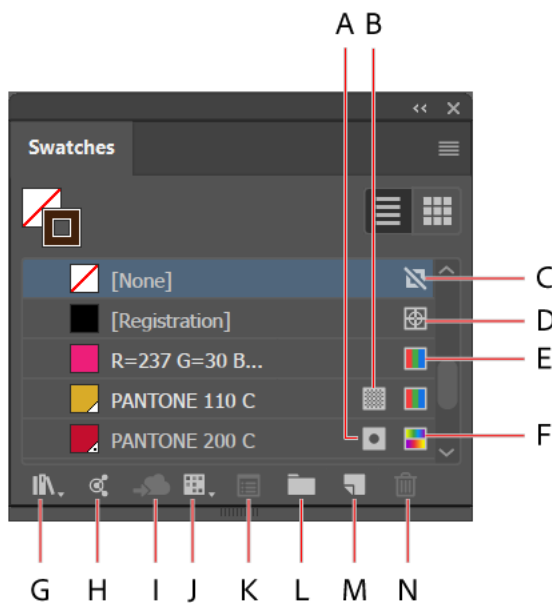 A B
Swatches
[None]
C
[Registration]
D
R=237 G=30 B...
E
PANTONE 110 C
PANTONE 200 C
F
G H I J K L M N